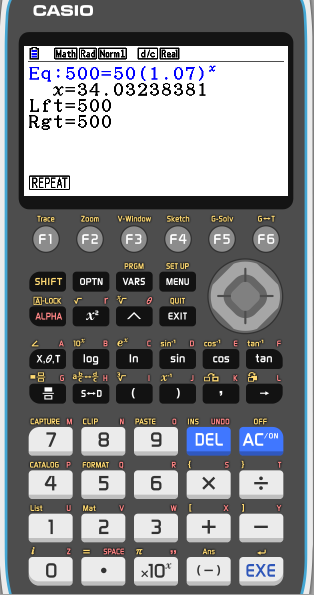 CASIO
Math Rad Norm1 d/c Real
Eq:500=50(1.07)ˣ
x=34.03238381
Lft=500
Rgt=500
REPEAT
Trace Zoom V-Window Sketch G-Solv G↔T
F1 F2 F3 F4 F5 F6
PRGM SET UP
SHIFT OPTN VARS MENU
A-LOCK √ r ∛ θ QUIT
ALPHA x² ^ EXIT
∠ A 10ˣ B eˣ C sin⁻¹ D cos⁻¹ E tan⁻¹ F
X,θ,T log ln sin cos tan
G H ∛ I x⁻¹ J K L
S↔D ( ) , →
CAPTURE M CLIP N PASTE O INS UNDO OFF
7 8 9 DEL AC/ON
CATALOG P FORMAT Q R { S } T
4 5 6 × ÷
List U Mat V W [ X ] Y
1 2 3 + −
i Z = SPACE π " Ans ↵
0 • ×10ˣ (−) EXE